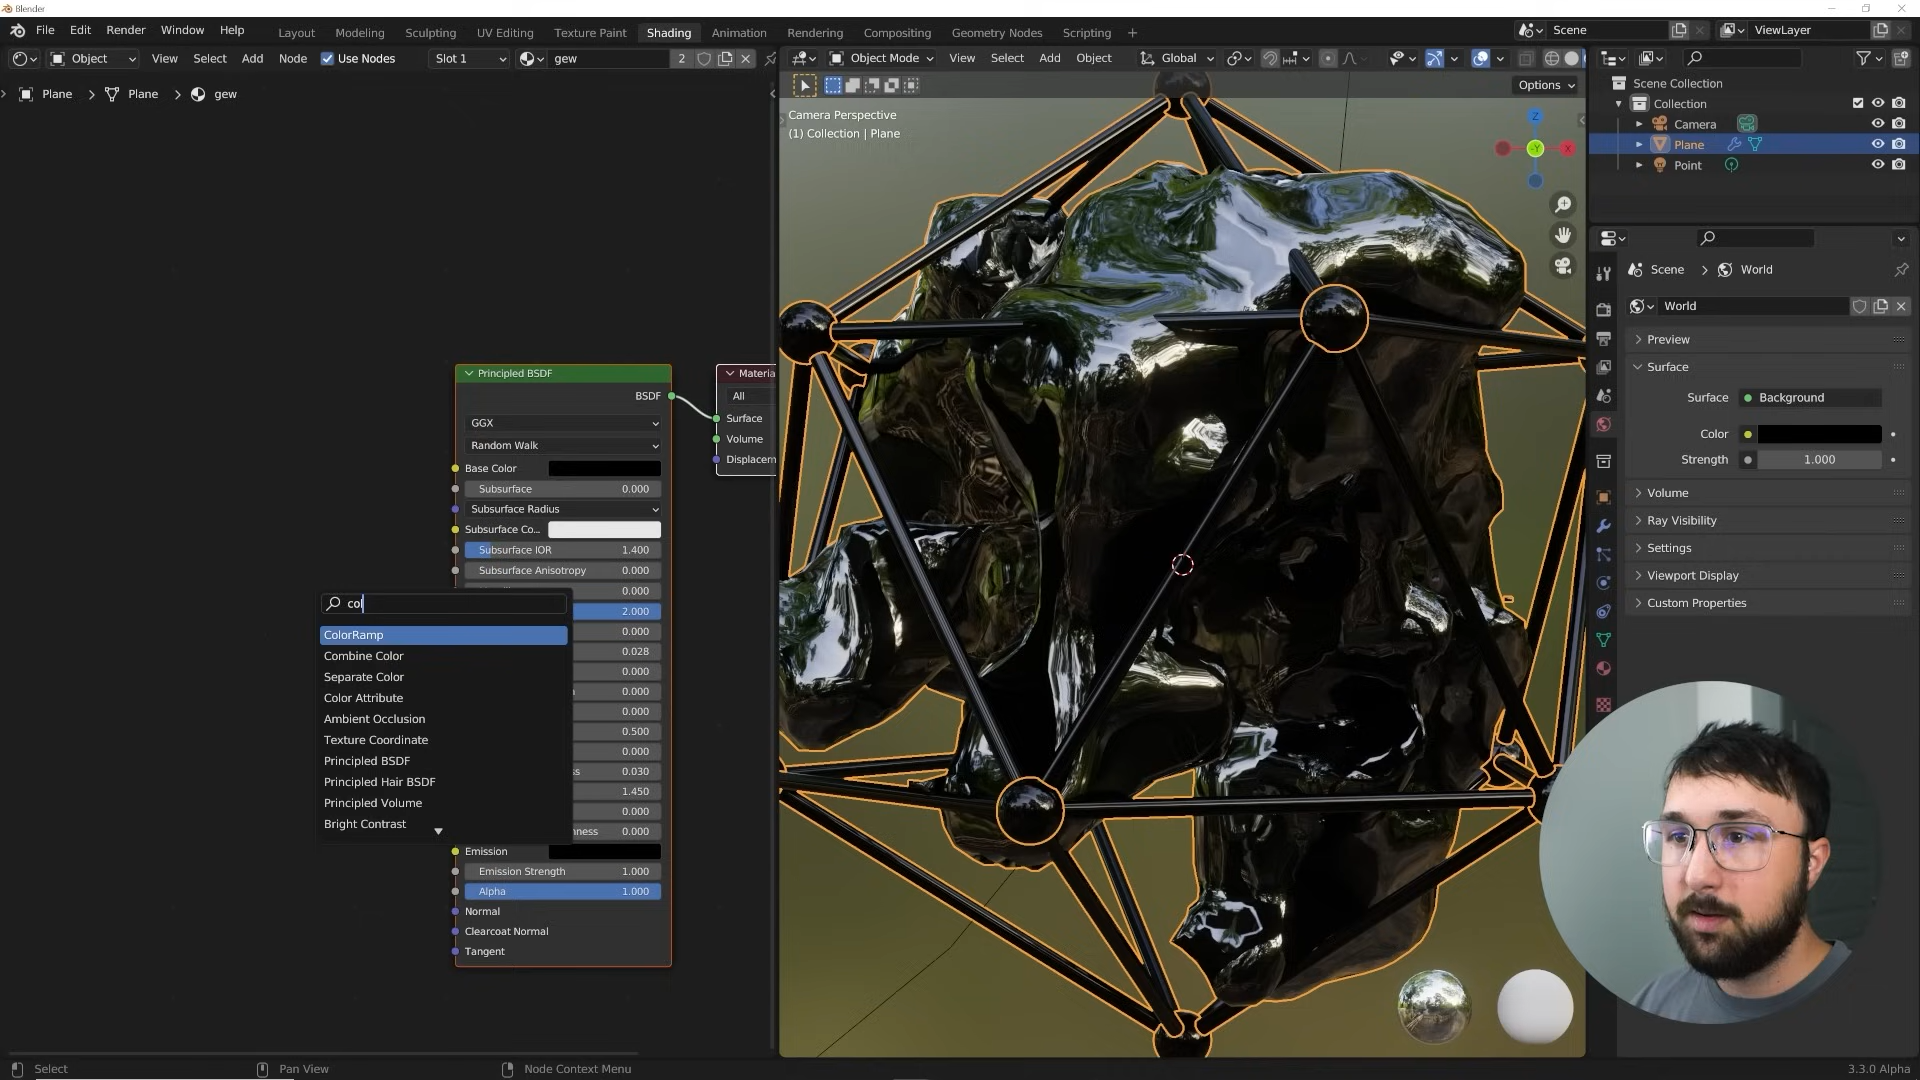 Blender
File Edit Render Window Help Layout Modeling Sculpting UV Editing Texture Paint Shading Animation Rendering Compositing Geometry Nodes Scripting + Scene ViewLayer
Object View Select Add Node Use Nodes Slot 1 gew 2 Object Mode View Select Add Object Global
Options
Plane > Plane > gew
Camera Perspective
(1) Collection | Plane
Z
-Y
X
Scene Collection
Collection
Camera
Plane
Point
Scene > World
World
Preview
Surface
Surface Background
Color
Strength 1.000
Volume
Ray Visibility
Settings
Viewport Display
Custom Properties
Principled BSDF
BSDF
GGX
Random Walk
Base Color
Subsurface 0.000
Subsurface Radius
Subsurface Co...
Subsurface IOR 1.400
Subsurface Anisotropy 0.000
0.000
2.000
0.000
0.028
0.000
0.000
0.000
0.500
0.000
0.030
1.450
0.000
nness 0.000
Emission
Emission Strength 1.000
Alpha 1.000
Normal
Clearcoat Normal
Tangent
Materia
All
Surface
Volume
Displacem
col
ColorRamp
Combine Color
Separate Color
Color Attribute
Ambient Occlusion
Texture Coordinate
Principled BSDF
Principled Hair BSDF
Principled Volume
Bright Contrast
Select Pan View Node Context Menu 3.3.0 Alpha